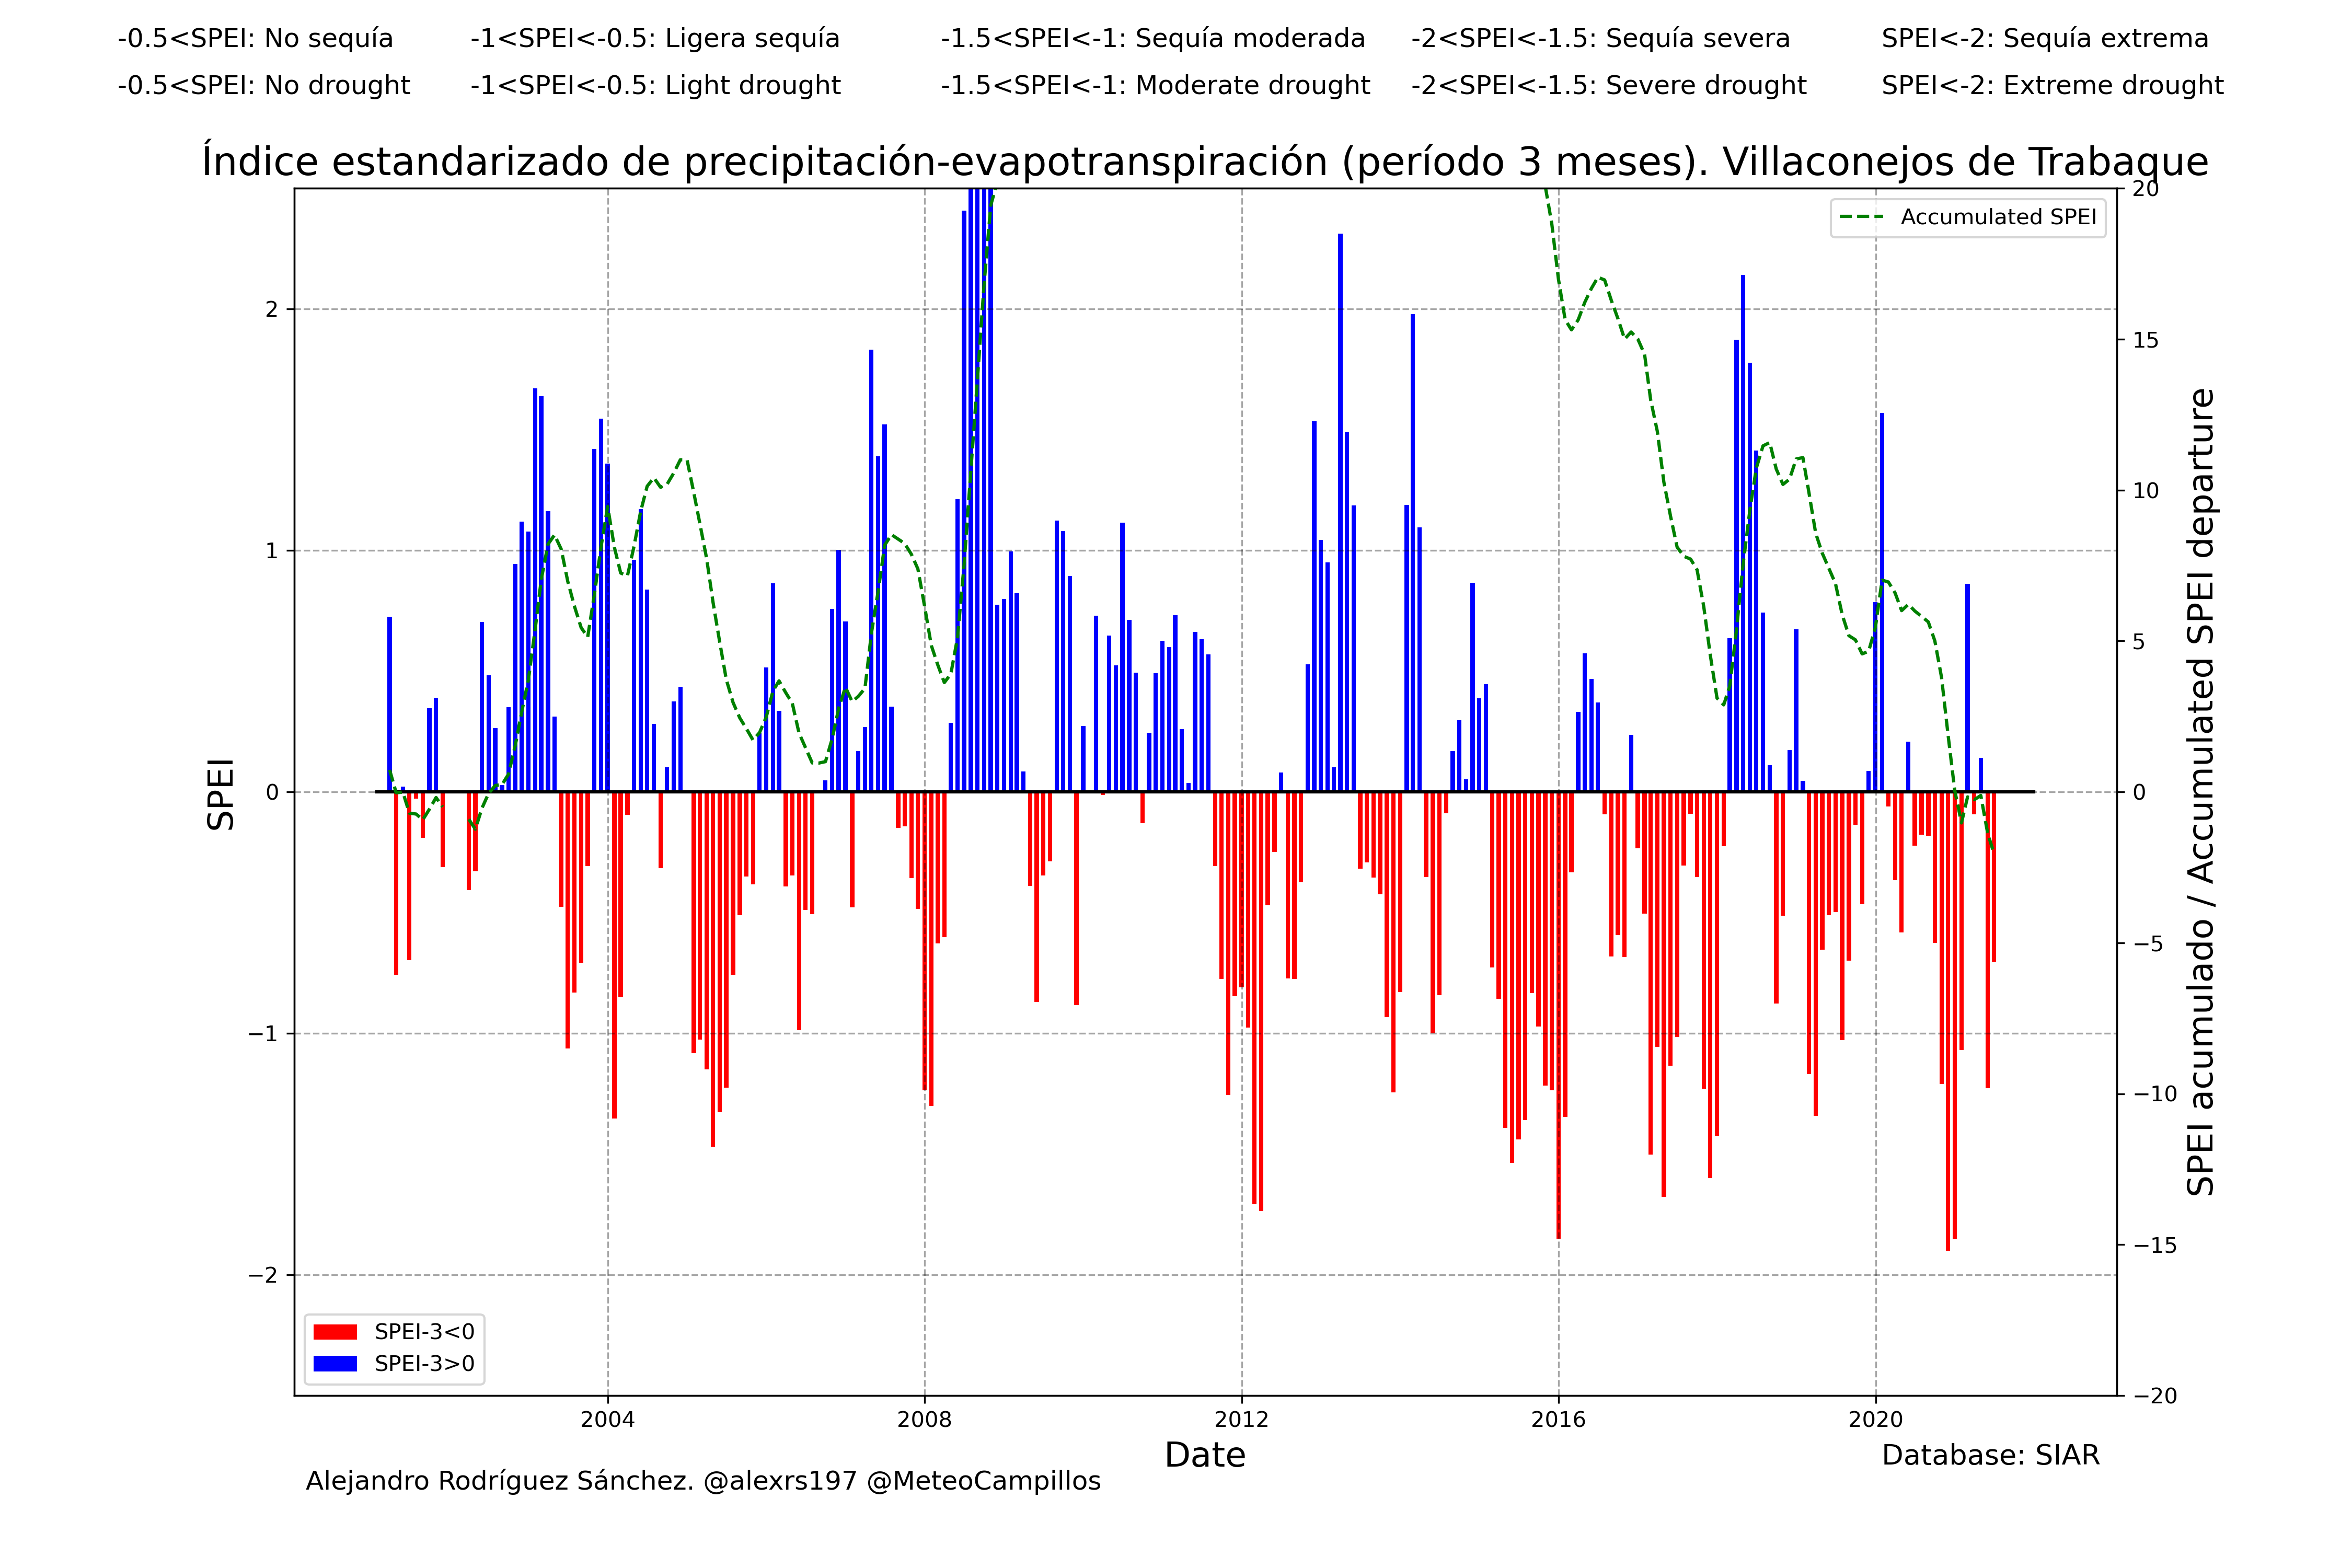 -0.5<SPEI: No sequía -1<SPEI<-0.5: Ligera sequía -1.5<SPEI<-1: Sequía moderada -2<SPEI<-1.5: Sequía severa SPEI<-2: Sequía extrema
-0.5<SPEI: No drought -1<SPEI<-0.5: Light drought -1.5<SPEI<-1: Moderate drought -2<SPEI<-1.5: Severe drought SPEI<-2: Extreme drought
Índice estandarizado de precipitación-evapotranspiración (período 3 meses). Villaconejos de Trabaque
Accumulated SPEI
SPEI
2
1
0
−1
−2
20
15
10
5
0
−5
−10
−15
−20
SPEI acumulado / Accumulated SPEI departure
SPEI-3<0
SPEI-3>0
2004 2008 2012 2016 2020
Date
Database: SIAR
Alejandro Rodríguez Sánchez. @alexrs197 @MeteoCampillos